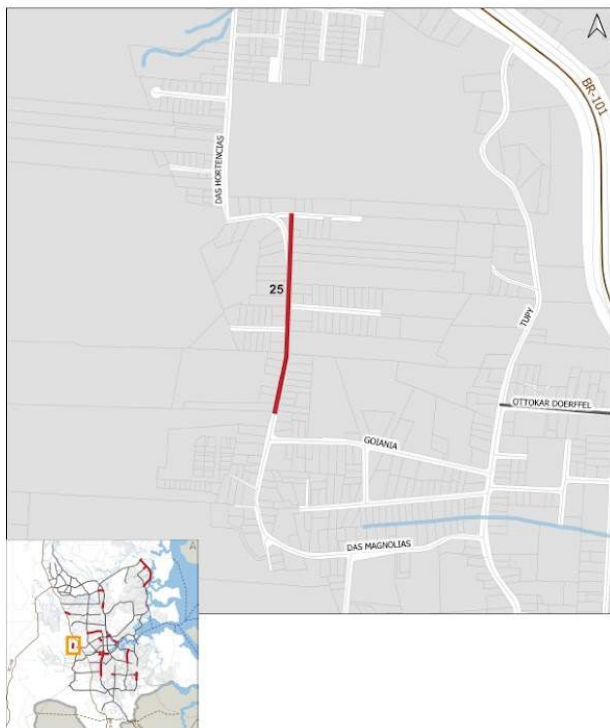 BR-101
DAS HORTENCIAS
25
TUPY
OTTOKAR DOERFFEL
GOIANIA
DAS MAGNOLIAS